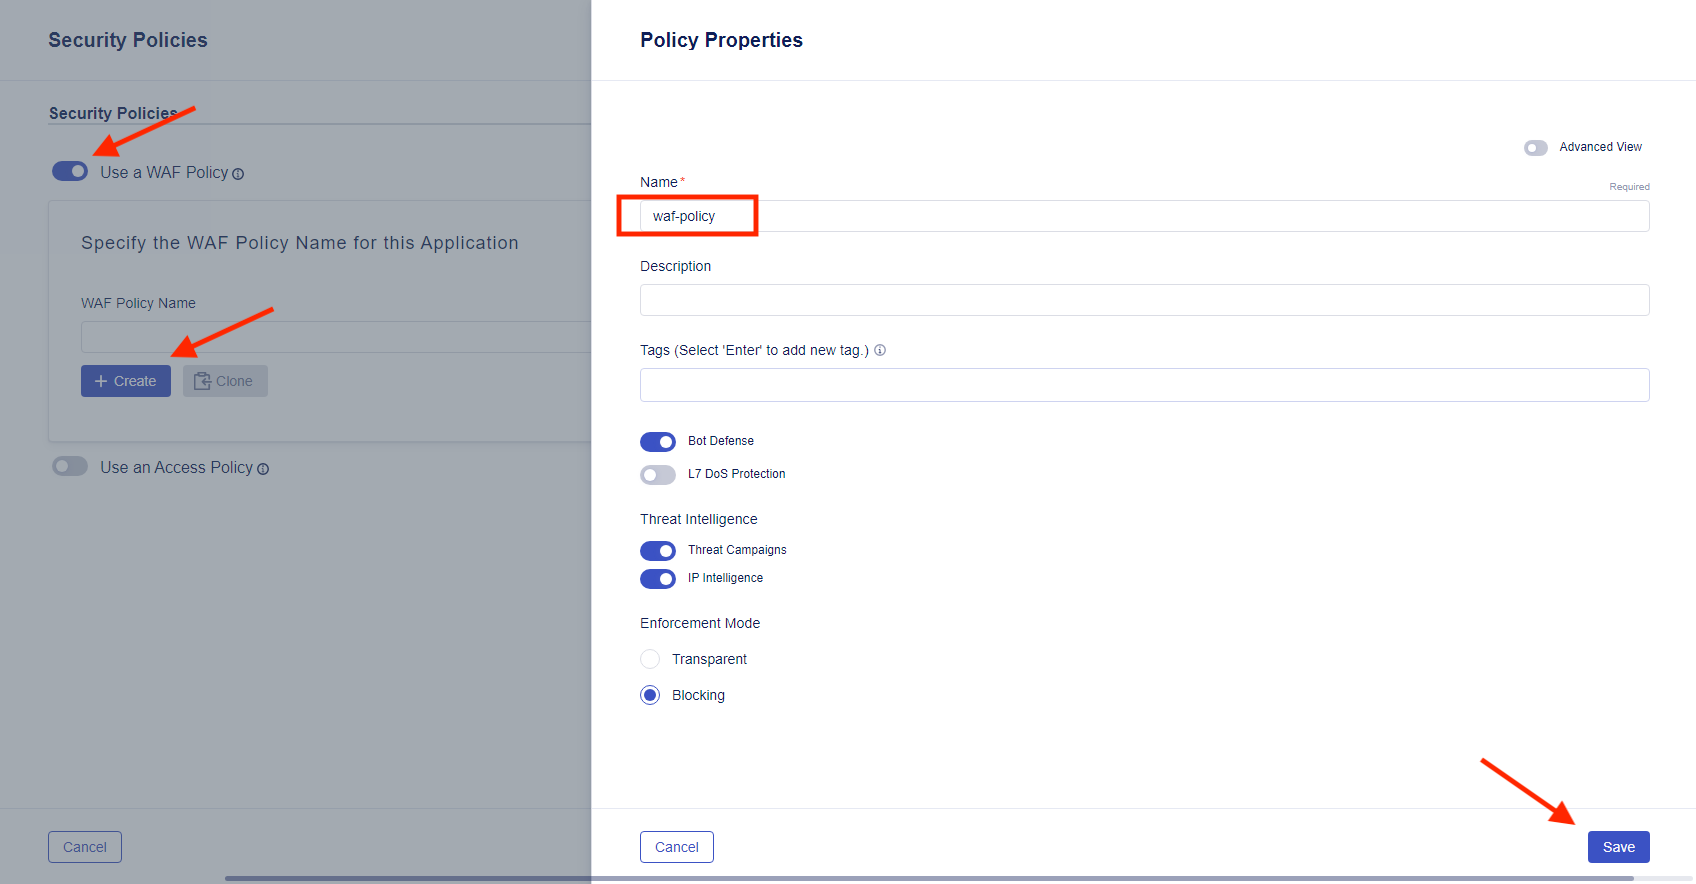 Security Policies
Security Policies
Use a WAF Policy
Specify the WAF Policy Name for this Application
WAF Policy Name
+ Create
Clone
Use an Access Policy
Cancel
Policy Properties
Advanced View
Name*
Required
waf-policy
Description
Tags (Select 'Enter' to add new tag.)
Bot Defense
L7 DoS Protection
Threat Intelligence
Threat Campaigns
IP Intelligence
Enforcement Mode
Transparent
Blocking
Cancel
Save